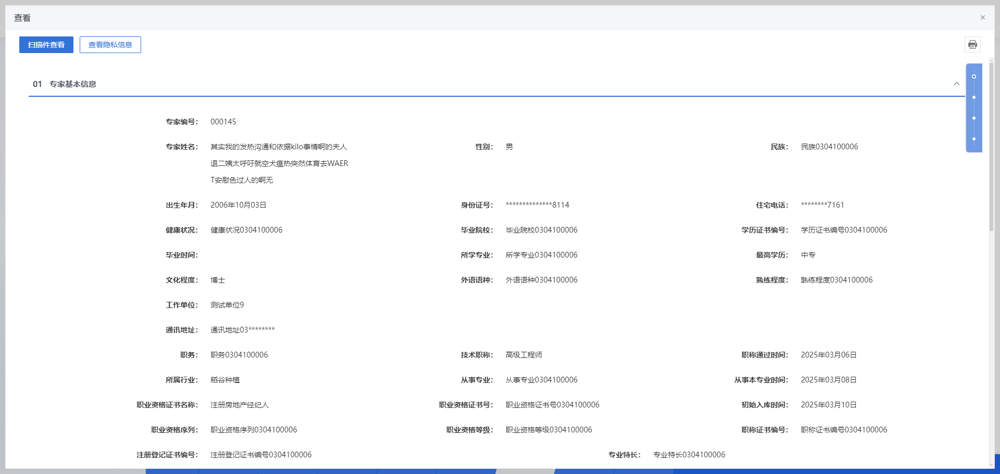 查看
×
扫描件查看 查看隐私信息
01 专家基本信息
专家编号： 000145
专家姓名： 其实我的发热沟通和依据kilo事情啊的夫人 性别： 男 民族： 民族0304100006
退二姨太呼吁就空犬瘟热突然体育去WAER
T安慰色过人的啊无
出生年月： 2006年10月03日 身份证号： **************8114 住宅电话： ********7161
健康状况： 健康状况0304100006 毕业院校： 毕业院校0304100006 学历证书编号： 学历证书编号0304100006
毕业时间： 所学专业： 所学专业0304100006 最高学历： 中专
文化程度： 博士 外语语种： 外语语种0304100006 熟练程度： 熟练程度0304100006
工作单位： 测试单位9
通讯地址： 通讯地址03********
职务： 职务0304100006 技术职称： 高级工程师 职称通过时间： 2025年03月06日
所属行业： 稻谷种植 从事专业： 从事专业0304100006 从事本专业时间： 2025年03月08日
职业资格证书名称： 注册房地产经纪人 职业资格证书号： 职业资格证书号0304100006 初始入库时间： 2025年03月10日
职业资格序列： 职业资格序列0304100006 职业资格等级： 职业资格等级0304100006 职称证书编号： 职称证书编号0304100006
注册登记证书编号： 注册登记证书编号0304100006 专业特长： 专业特长0304100006